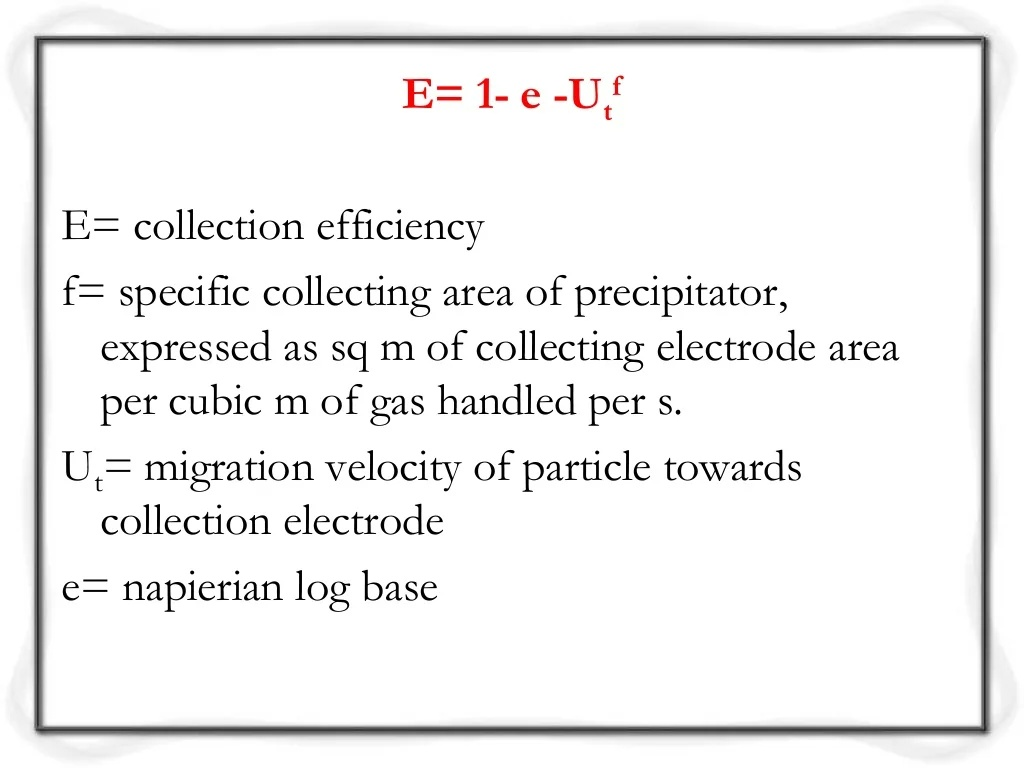 E= 1- e -Uₜᶠ
E= collection efficiency
f= specific collecting area of precipitator,
expressed as sq m of collecting electrode area
per cubic m of gas handled per s.
Uₜ= migration velocity of particle towards
collection electrode
e= napierian log base